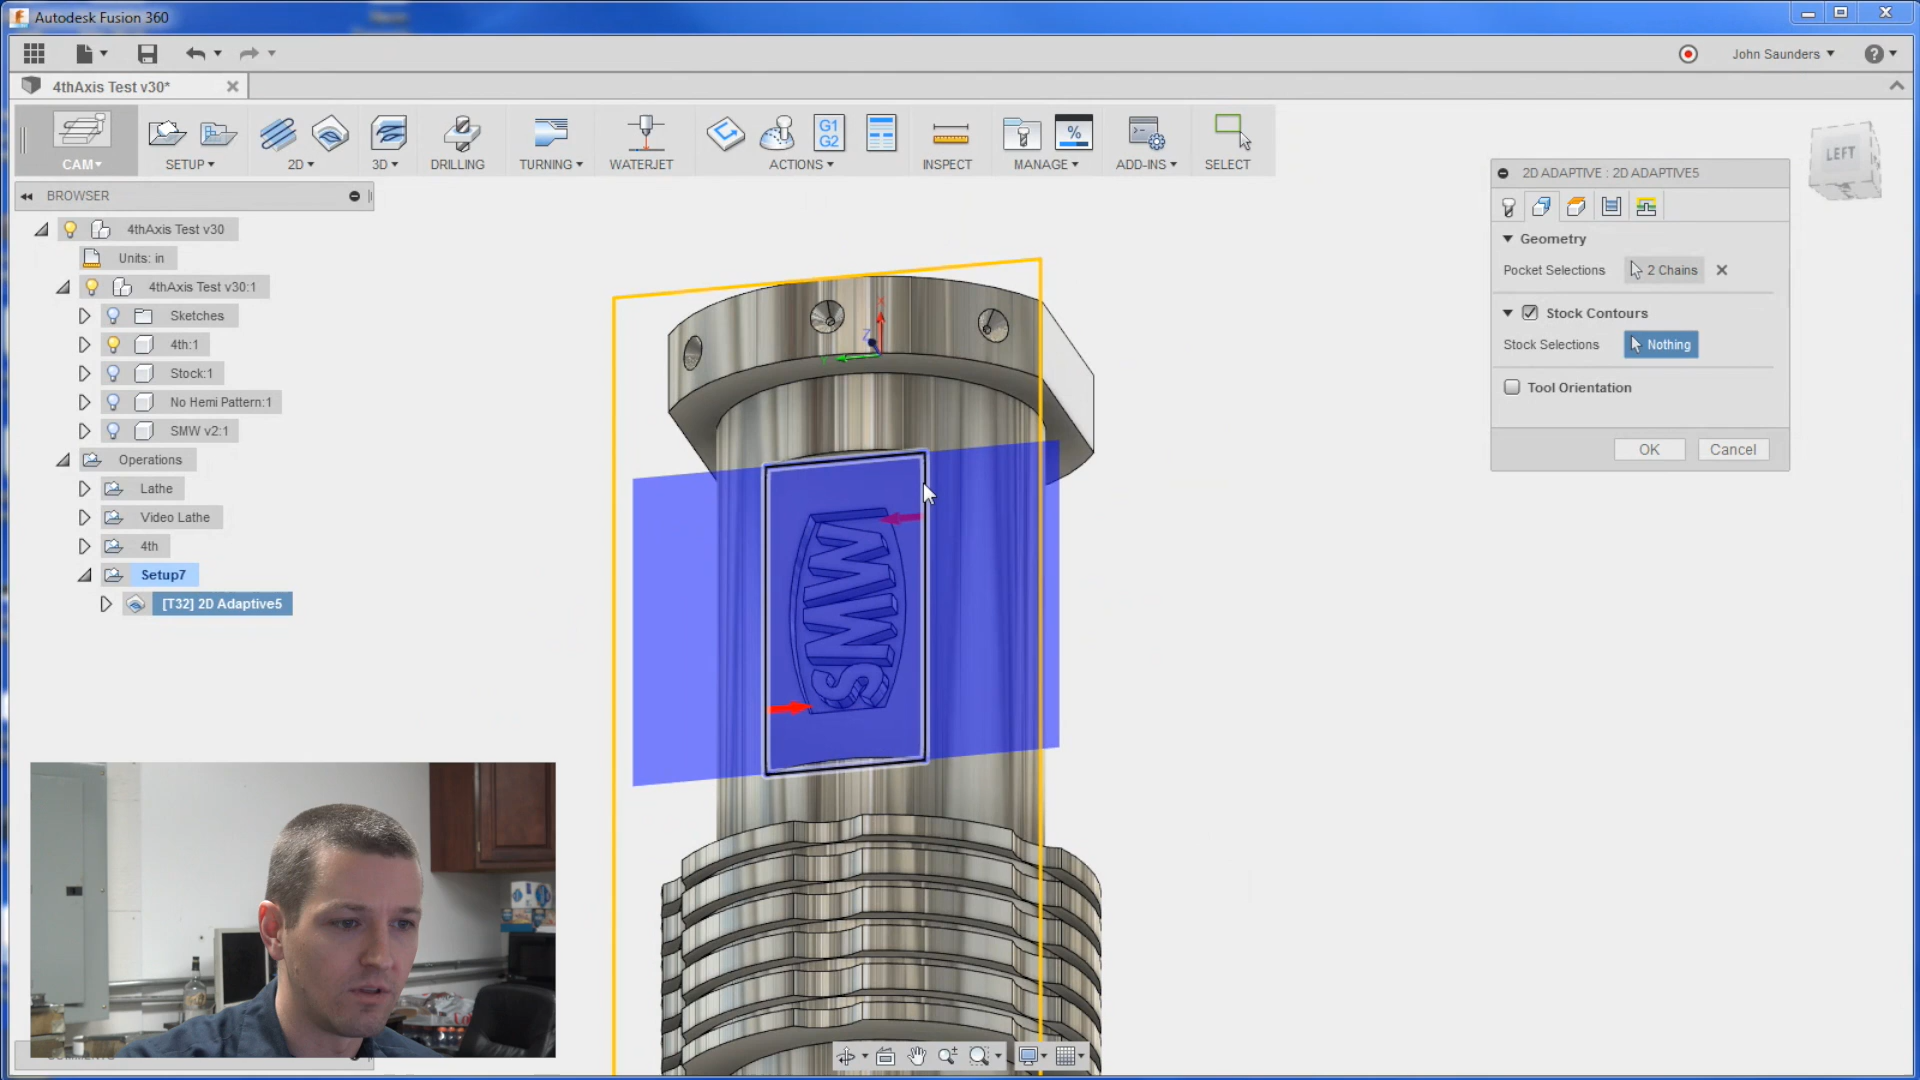 Autodesk Fusion 360
John Saunders
4thAxis Test v30*
CAM
SETUP
2D
3D
DRILLING
TURNING
WATERJET
G1
G2
ACTIONS
INSPECT
%
MANAGE
ADD-INS
SELECT
BROWSER
4thAxis Test v30
Units: in
4thAxis Test v30:1
Sketches
4th:1
Stock:1
No Hemi Pattern:1
SMW v2:1
Operations
Lathe
Video Lathe
4th
Setup7
[T32] 2D Adaptive5
2D ADAPTIVE : 2D ADAPTIVE5
Geometry
Pocket Selections 2 Chains
Stock Contours
Stock Selections Nothing
Tool Orientation
OK Cancel
LEFT
X
Z
SMW